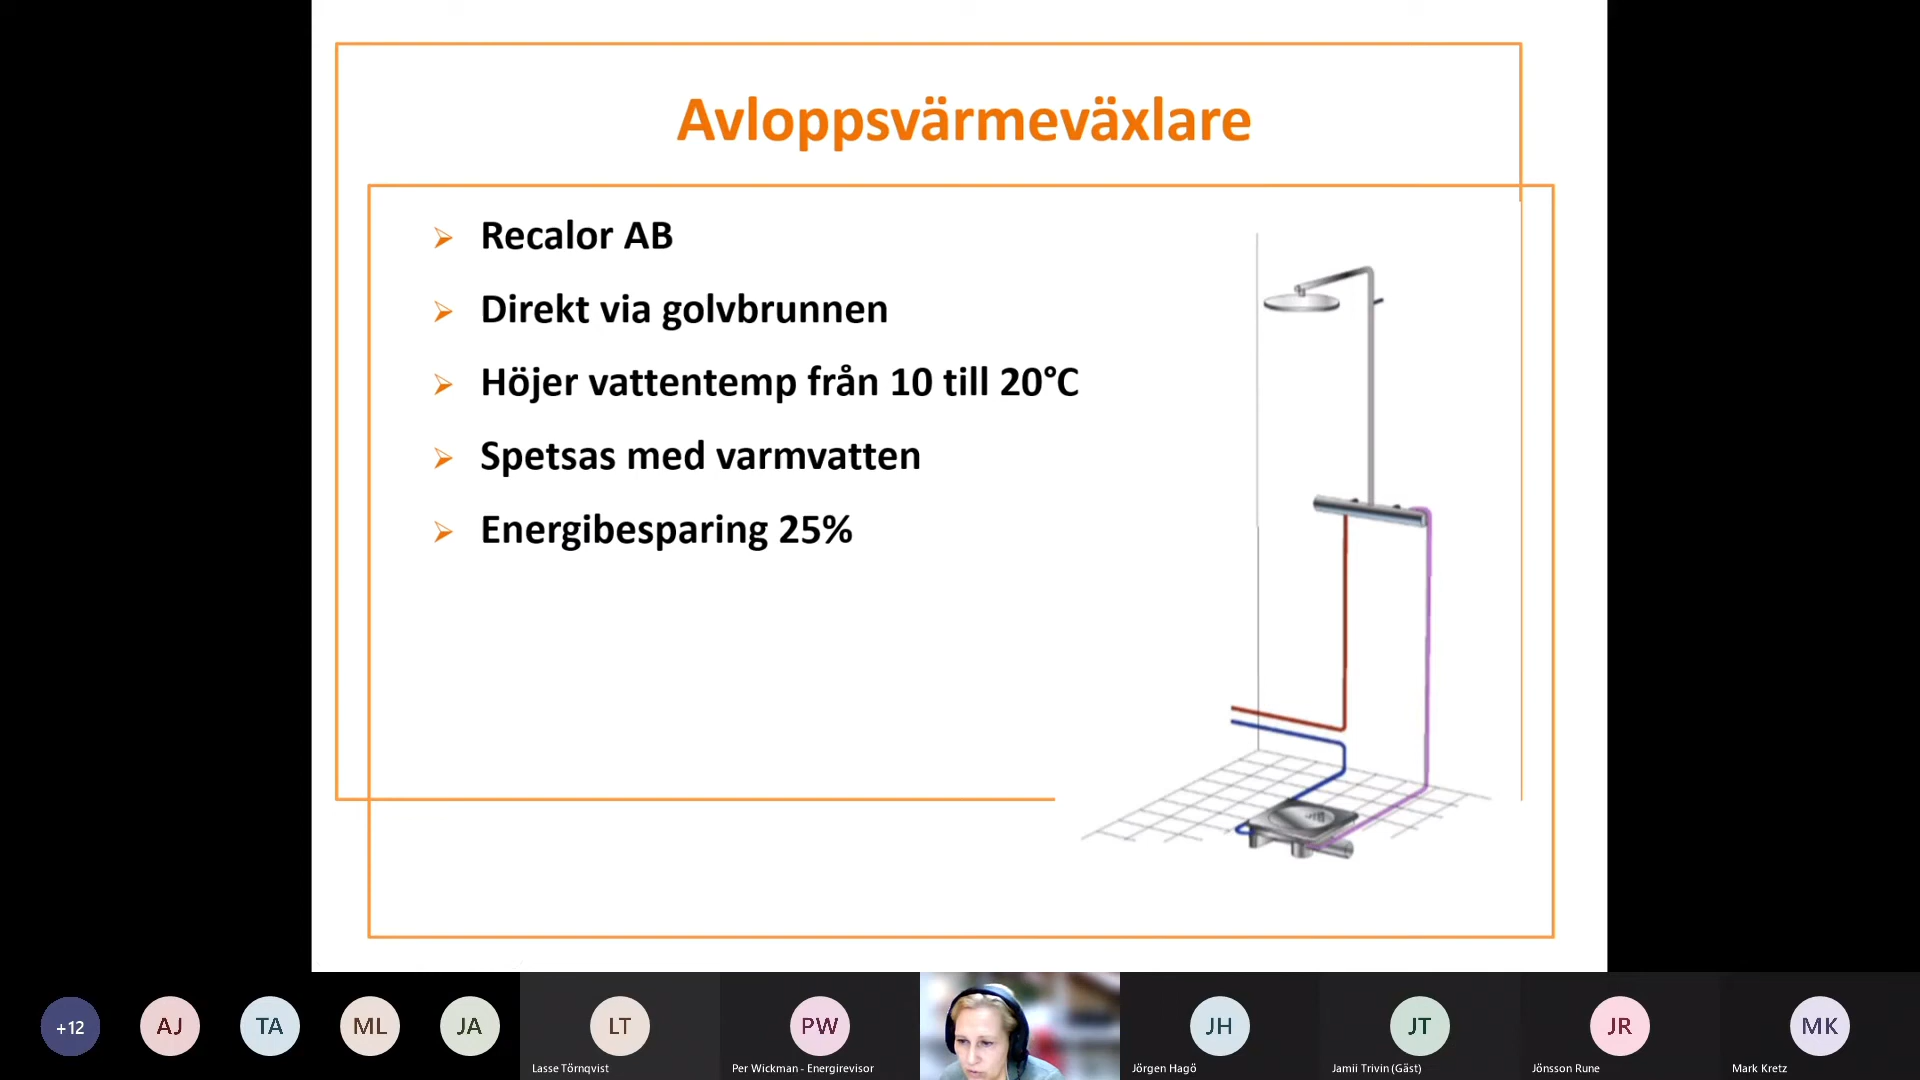 Avloppsvärmeväxlare
Recalor AB
Direkt via golvbrunnen
Höjer vattentemp från 10 till 20°C
Spetsas med varmvatten
Energibesparing 25%
+12
AJ
TA
ML
JA
LT
PW
JH
JT
JR
MK
Lasse Törnqvist
Per Wickman - Energirevisor
Jörgen Hagö
Jamii Trivin (Gäst)
Jönsson Rune
Mark Kretz